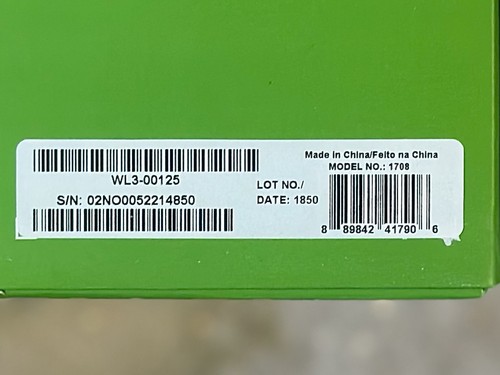 WL3-00125
S/N: 02NO0052214850
LOT NO./
DATE: 1850
Made in China/Feito na China
MODEL NO.: 1708
8 89842 41790 6